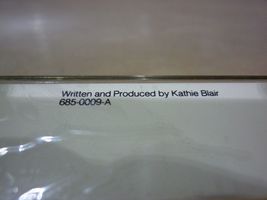 Written and Produced by Kathie Blair
685-0009-A